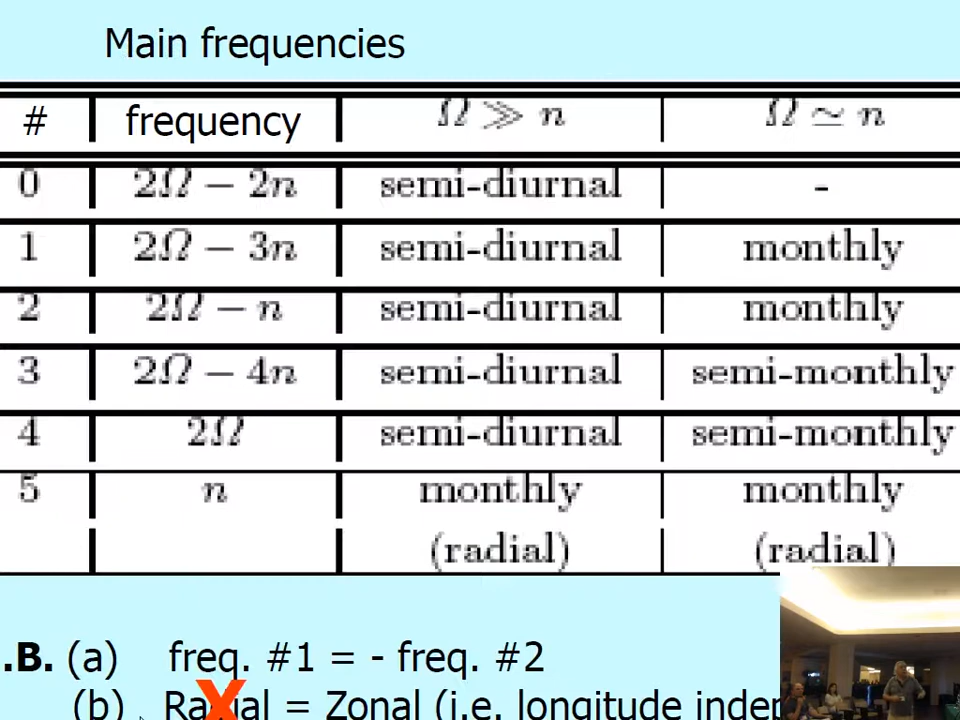 Main frequencies
# frequency Ω ≫ n Ω ≃ n
0 2Ω − 2n semi-diurnal -
1 2Ω − 3n semi-diurnal monthly
2 2Ω − n semi-diurnal monthly
3 2Ω − 4n semi-diurnal semi-monthly
4 2Ω semi-diurnal semi-monthly
5 n monthly monthly
(radial) (radial)
.B. (a) freq. #1 = - freq. #2
(b) Radial = Zonal (i.e. longitude indep